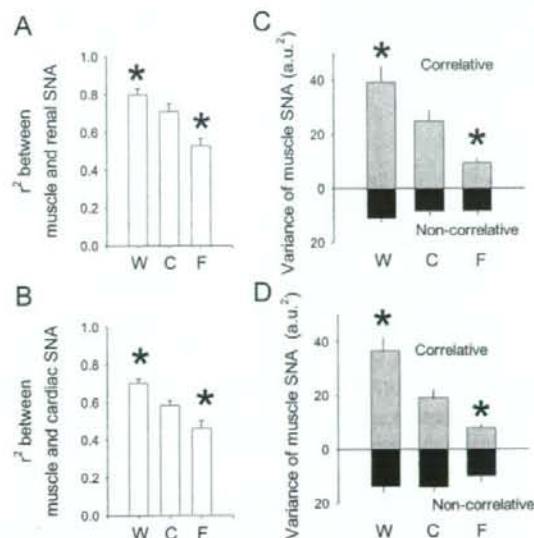 A
r² between
muscle and renal SNA
1.0
0.8
0.6
0.4
0.2
0.0
*
*
W C F
B
r² between
muscle and cardiac SNA
1.0
0.8
0.6
0.4
0.2
0.0
*
*
W C F
C
Variance of muscle SNA (a.u.²)
40
20
0
20
*
Correlative
*
Non-correlative
W C F
D
Variance of muscle SNA (a.u.²)
40
20
0
20
*
Correlative
*
Non-correlative
W C F